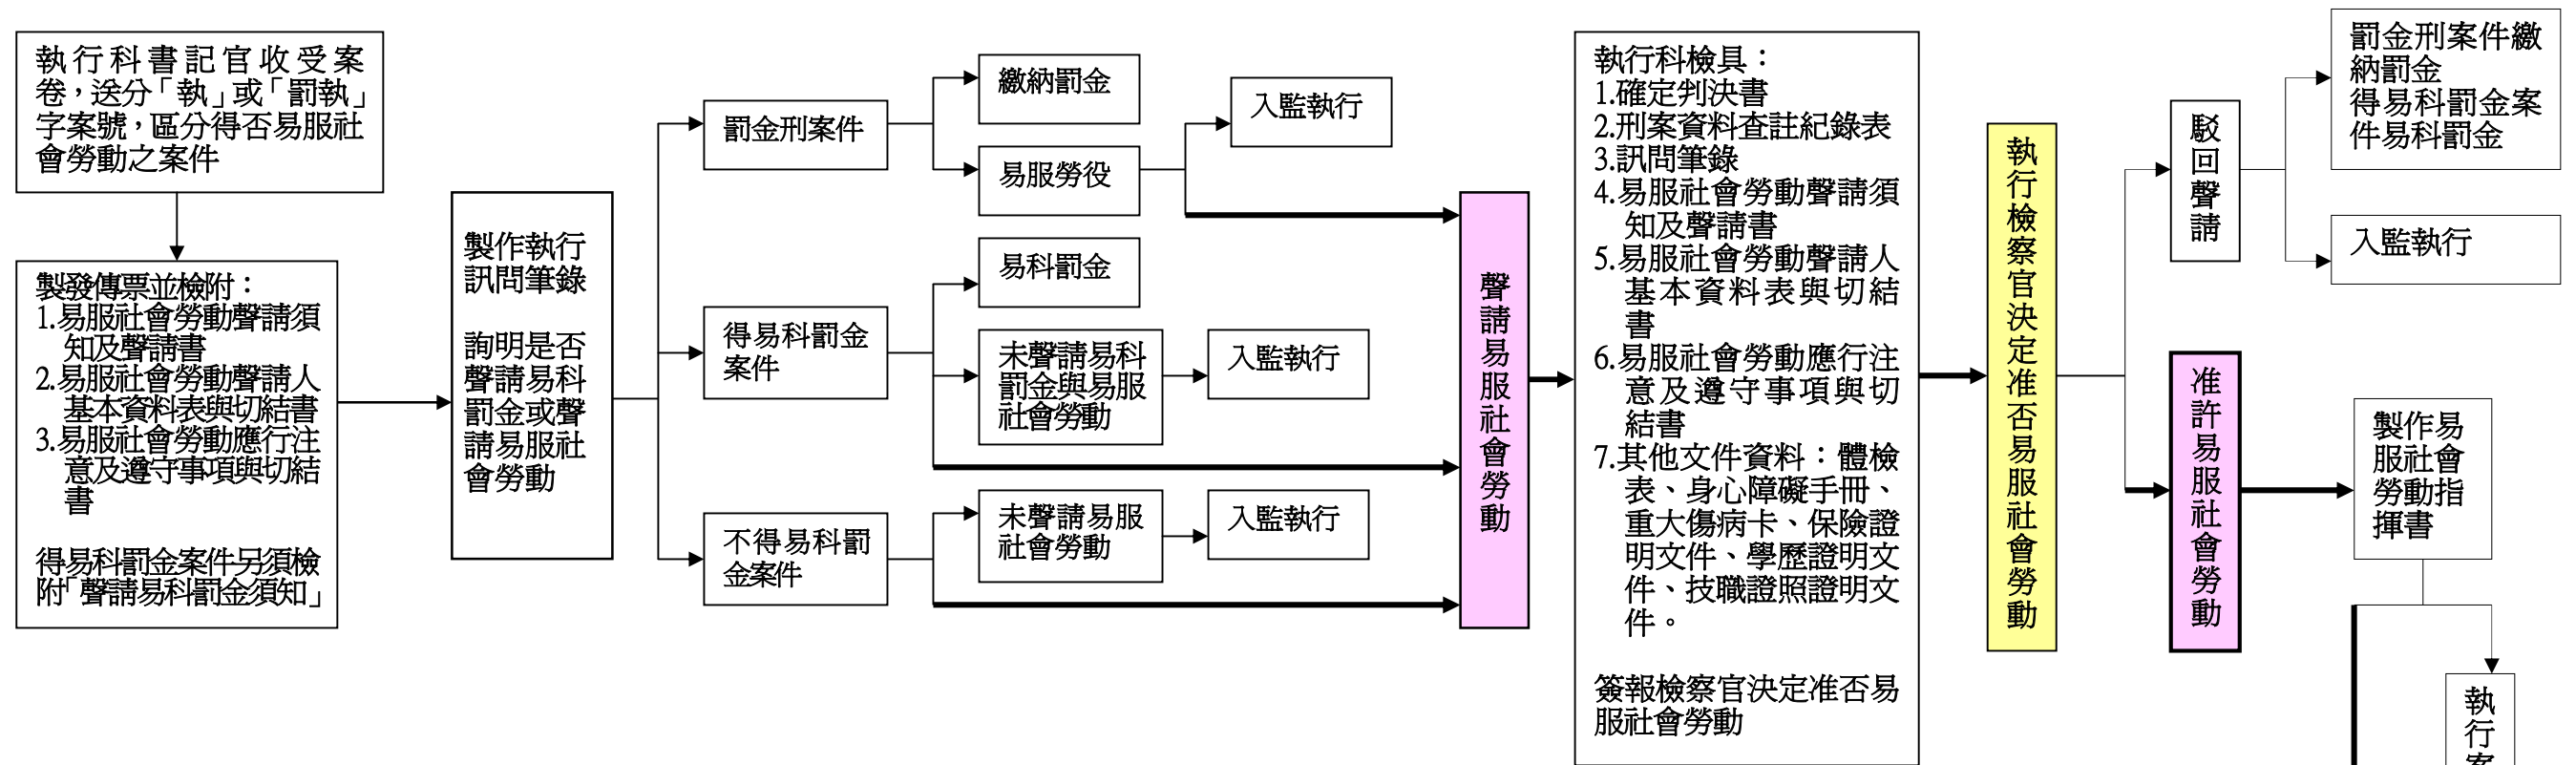 執行科書記官收受案
卷，送分「執」或「罰執」
字案號，區分得否易服社
會勞動之案件
製發傳票並檢附：
1.易服社會勞動聲請須
知及聲請書
2.易服社會勞動聲請人
基本資料表與切結書
3.易服社會勞動應行注
意及遵守事項與切結
書
得易科罰金案件另須檢
附「聲請易科罰金須知」
製作執行
訊問筆錄
詢明是否
聲請易科
罰金或聲
請易服社
會勞動
罰金刑案件
繳納罰金
易服勞役
入監執行
得易科罰金
案件
易科罰金
未聲請易科
罰金與易服
社會勞動
入監執行
不得易科罰
金案件
未聲請易服
社會勞動
入監執行
聲請易服社會勞動
執行科檢具：
1.確定判決書
2.刑案資料查註紀錄表
3.訊問筆錄
4.易服社會勞動聲請須
知及聲請書
5.易服社會勞動聲請人
基本資料表與切結
書
6.易服社會勞動應行注
意及遵守事項與切
結書
7.其他文件資料：體檢
表、身心障礙手冊、
重大傷病卡、保險證
明文件、學歷證明文
件、技職證照證明文
件。
簽報檢察官決定准否易
服社會勞動
執行檢察官決定准否易服社會勞動
駁回聲請
罰金刑案件繳
納罰金
得易科罰金案
件易科罰金
入監執行
准許易服社會勞動
製作易
服社會
勞動指
揮書
執行案